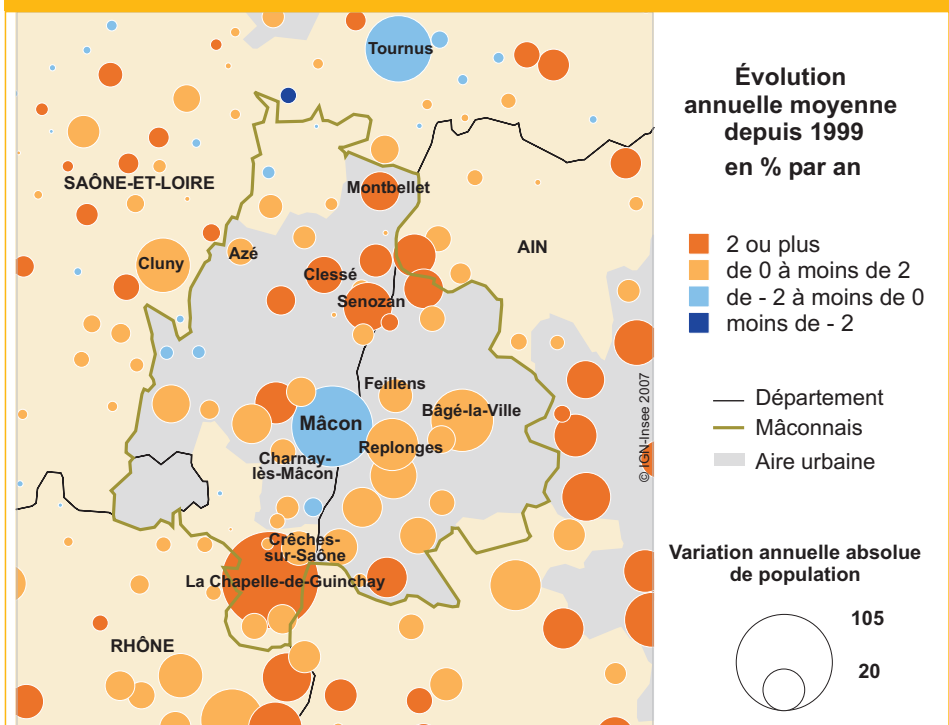 Tournus
SAÔNE-ET-LOIRE
Montbellet
AIN
Azé
Cluny
Clessé
Senozan
Feillens
Bâgé-la-Ville
Mâcon
Replonges
Charnay-
lès-Mâcon
Crêches-
sur-Saône
La Chapelle-de-Guinchay
RHÔNE
© IGN-Insee 2007
Évolution
annuelle moyenne
depuis 1999
en % par an
2 ou plus
de 0 à moins de 2
de - 2 à moins de 0
moins de - 2
Département
Mâconnais
Aire urbaine
Variation annuelle absolue
de population
105
20